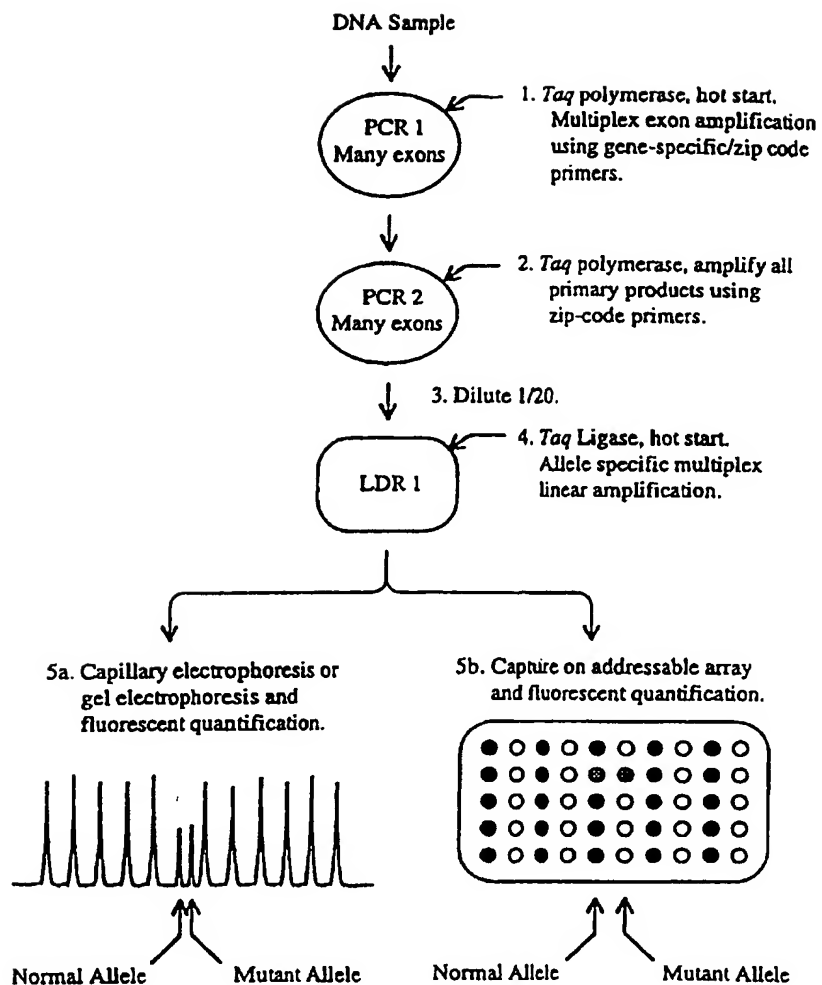 DNA Sample
PCR 1
Many exons
1. Taq polymerase, hot start.
Multiplex exon amplification
using gene-specific/zip code
primers.
PCR 2
Many exons
2. Taq polymerase, amplify all
primary products using
zip-code primers.
3. Dilute 1/20.
LDR 1
4. Taq Ligase, hot start.
Allele specific multiplex
linear amplification.
5a. Capillary electrophoresis or
gel electrophoresis and
fluorescent quantification.
5b. Capture on addressable array
and fluorescent quantification.
Normal Allele
Mutant Allele
Normal Allele
Mutant Allele